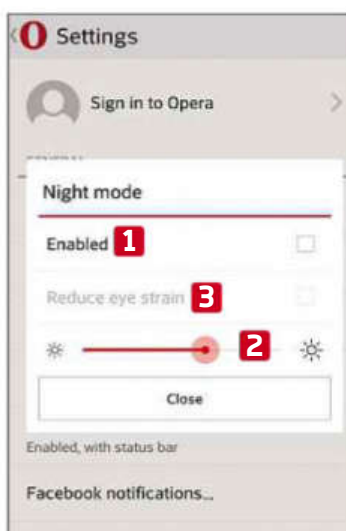 Settings
Sign in to Opera
Night mode
Enabled 1
Reduce eye strain 3
2
Close
Enabled, with status bar
Facebook notifications...